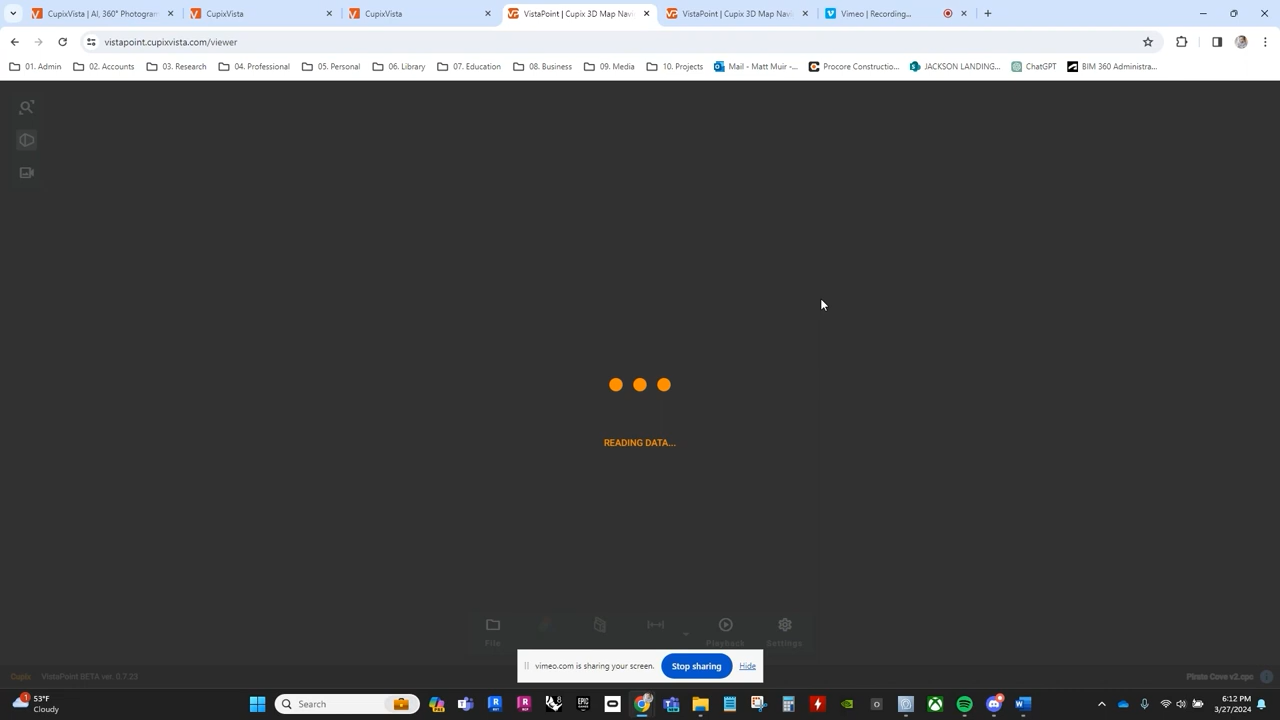 CupixVista | AI, 360° Photogram
CupixVista
CupixVista
VistaPoint | Cupix 3D Map Navi
VistaPoint | Cupix 3D Map Navi
Vimeo | Recording...
vistapoint.cupixvista.com/viewer
01. Admin
02. Accounts
03. Research
04. Professional
05. Personal
06. Library
07. Education
08. Business
09. Media
10. Projects
Mail - Matt Muir -...
Procore Constructio...
JACKSON LANDING...
ChatGPT
BIM 360 Administra...
READING DATA...
File
Playback
Settings
vimeo.com is sharing your screen.
Stop sharing
Hide
Cupix
VistaPoint BETA ver. 0.7.23
Pirate Cove v2.cpc
53°F
Cloudy
Search
6:12 PM
3/27/2024